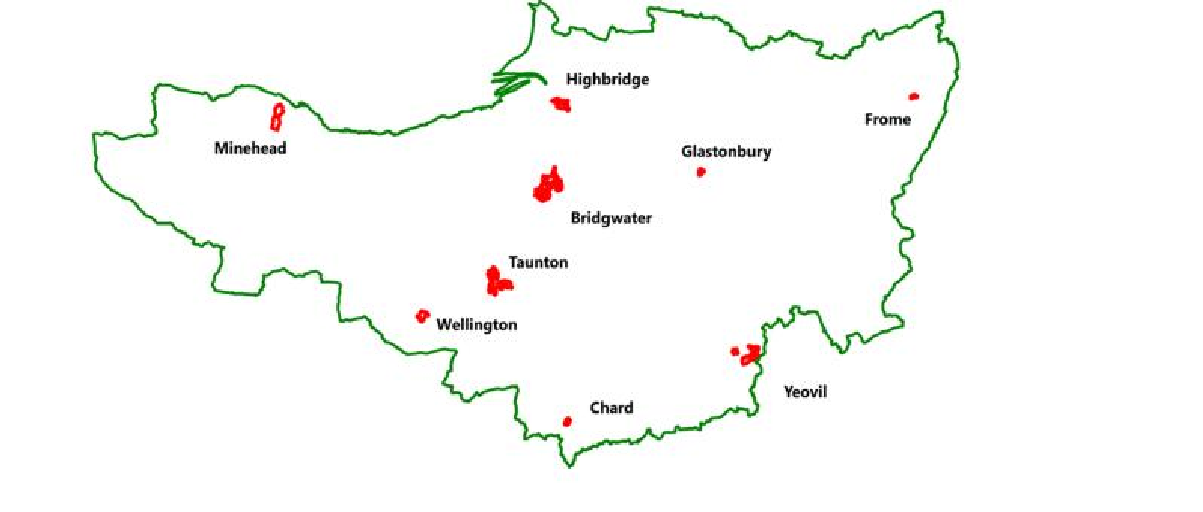 Highbridge
Frome
Minehead
Glastonbury
Bridgwater
Taunton
Wellington
Yeovil
Chard